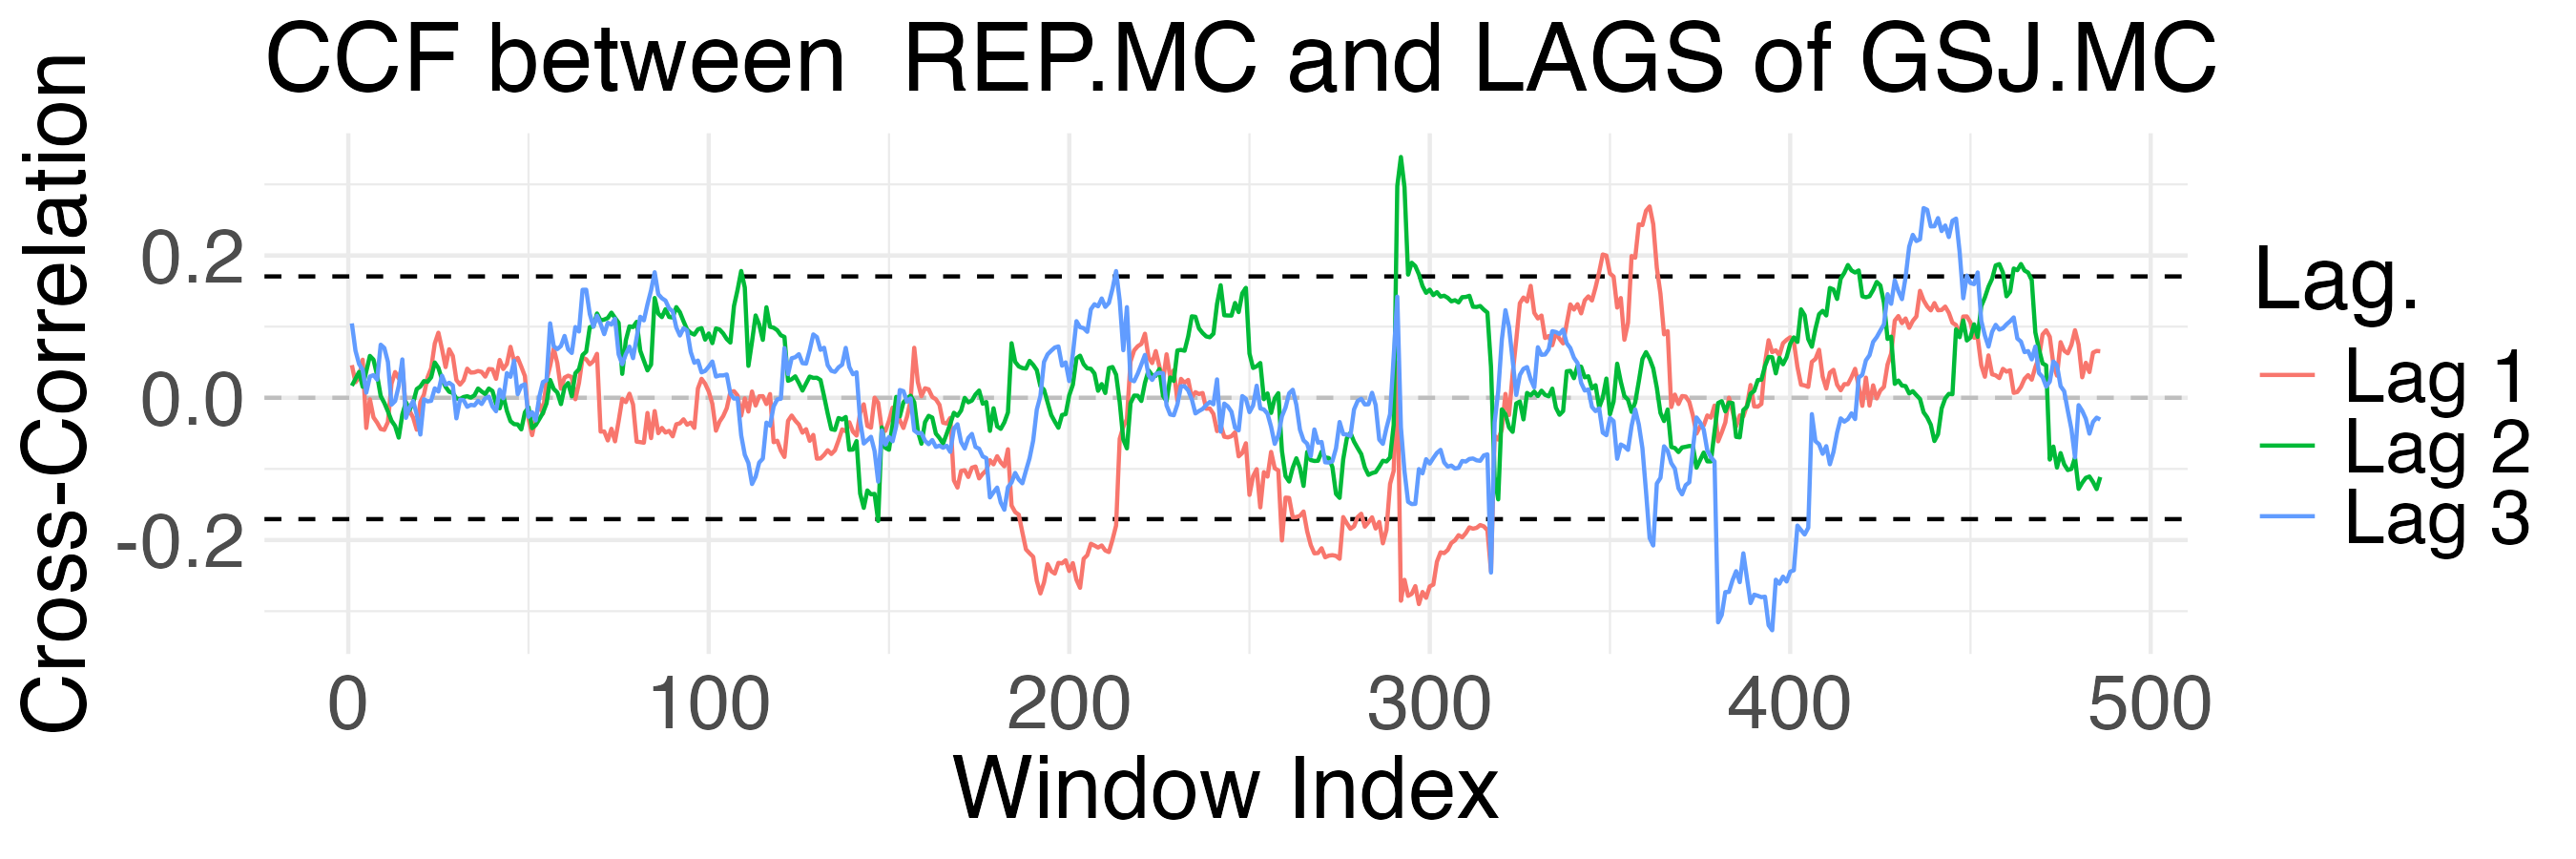 CCF between  REP.MC and LAGS of GSJ.MC
Cross-Correlation
0.2
0.0
-0.2
0
100
200
300
400
500
Window Index
Lag.
Lag 1
Lag 2
Lag 3